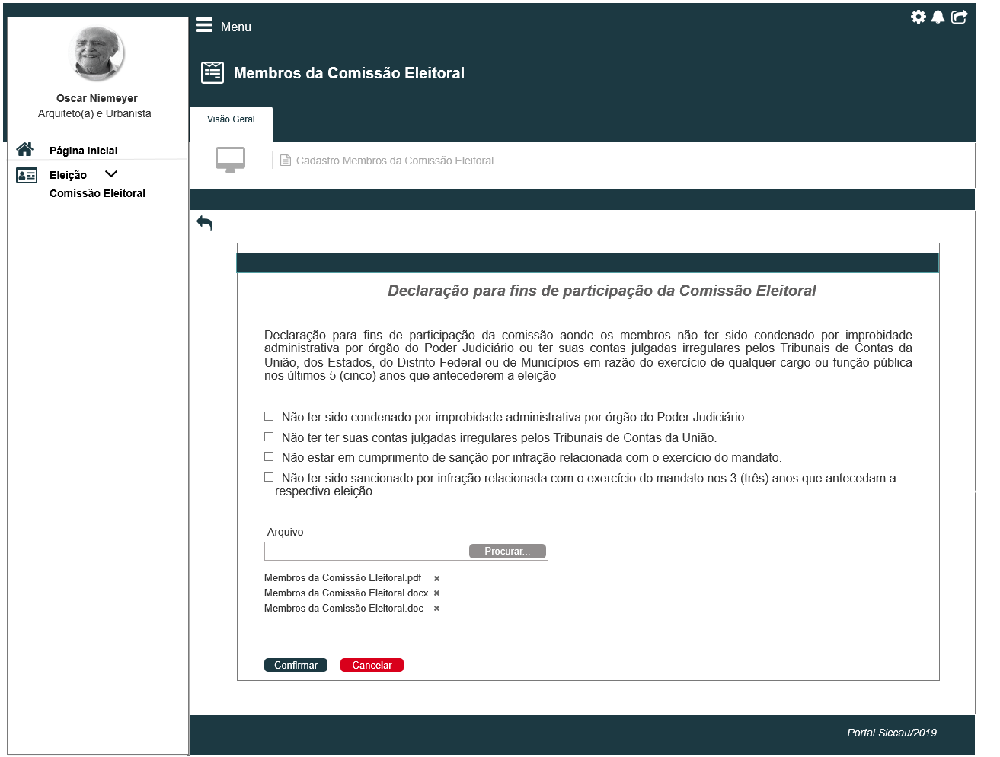 Menu
Membros da Comissão Eleitoral
Oscar Niemeyer
Arquiteto(a) e Urbanista
Visão Geral
Página Inicial
Cadastro Membros da Comissão Eleitoral
Eleição
Comissão Eleitoral
Declaração para fins de participação da Comissão Eleitoral
Declaração para fins de participação da comissão aonde os membros não ter sido condenado por improbidade
administrativa por órgão do Poder Judiciário ou ter suas contas julgadas irregulares pelos Tribunais de Contas da
União, dos Estados, do Distrito Federal ou de Municípios em razão do exercício de qualquer cargo ou função pública
nos últimos 5 (cinco) anos que antecederem a eleição
Não ter sido condenado por improbidade administrativa por órgão do Poder Judiciário.
Não ter ter suas contas julgadas irregulares pelos Tribunais de Contas da União.
Não estar em cumprimento de sanção por infração relacionada com o exercício do mandato.
Não ter sido sancionado por infração relacionada com o exercício do mandato nos 3 (três) anos que antecedam a
respectiva eleição.
Arquivo
Procurar...
Membros da Comissão Eleitoral.pdf
Membros da Comissão Eleitoral.docx
Membros da Comissão Eleitoral.doc
Confirmar
Cancelar
Portal Siccau/2019